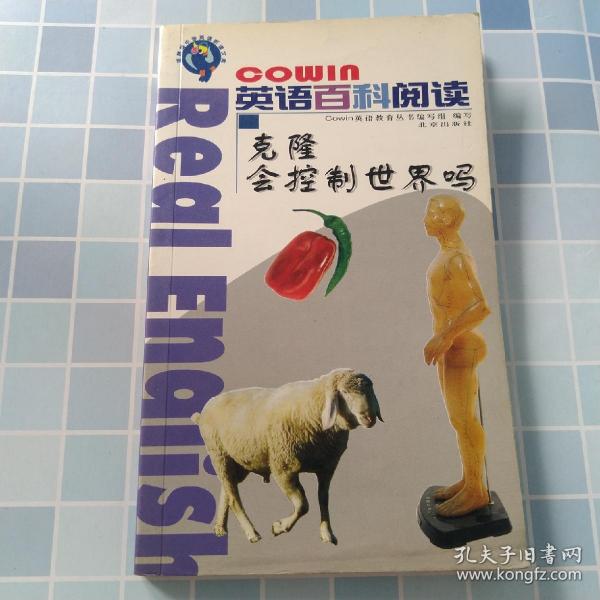 COWIN
英语百科阅读
Cowin英语教育丛书编写组 编写
北京出版社
克隆
会控制世界吗
Real English
孔夫子旧书网
www.kongfz.com